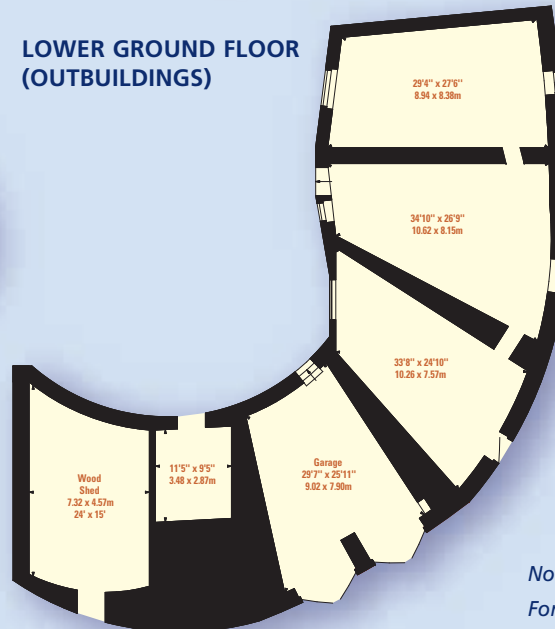 LOWER GROUND FLOOR
(OUTBUILDINGS)
29'4" x 27'6"
8.94 x 8.38m
34'10" x 26'9"
10.62 x 8.15m
33'8" x 24'10"
10.26 x 7.57m
Garage
29'7" x 25'11"
9.02 x 7.90m
11'5" x 9'5"
3.48 x 2.87m
Wood
Shed
7.32 x 4.57m
24' x 15'
No
For